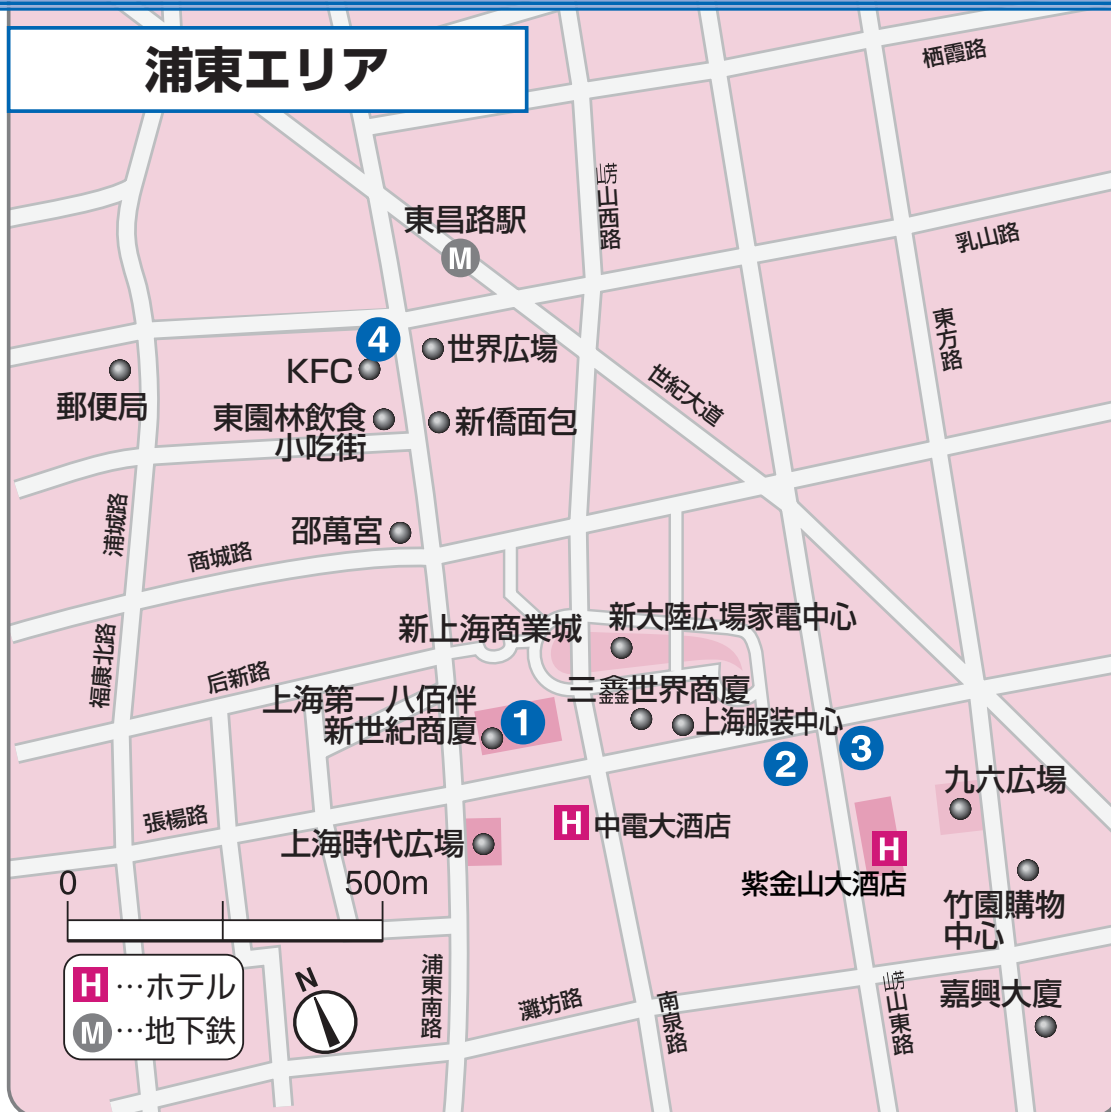 浦東エリア
栖霞路
嶗山西路
東昌路駅
M
乳山路
東方路
4
世界広場
KFC
世紀大道
郵便局
東園林飲食
小吃街
新僑面包
浦城路
邵萬宮
商城路
新大陸広場家電中心
新上海商業城
福康北路
后新路
三鑫世界商廈
上海第一八佰伴
新世紀商廈
1
上海服装中心
2
3
九六広場
張楊路
H
中電大酒店
上海時代広場
H
紫金山大酒店
0
500m
竹園購物
中心
浦東南路
H…ホテル
N
灘坊路
南泉路
嶗山東路
嘉興大廈
M…地下鉄